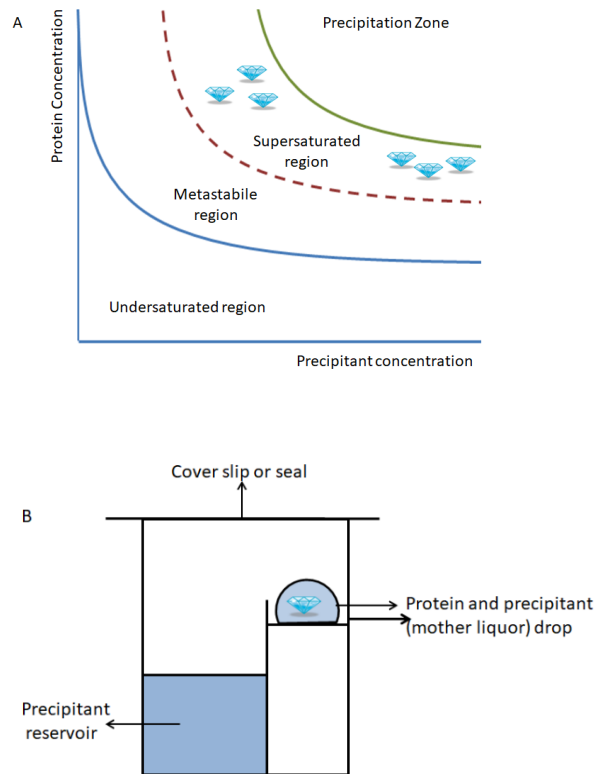 A
Protein Concentration
Precipitation Zone
Supersaturated
region
Metastabile
region
Undersaturated region
Precipitant concentration
Cover slip or seal
B
Protein and precipitant
(mother liquor) drop
Precipitant
reservoir